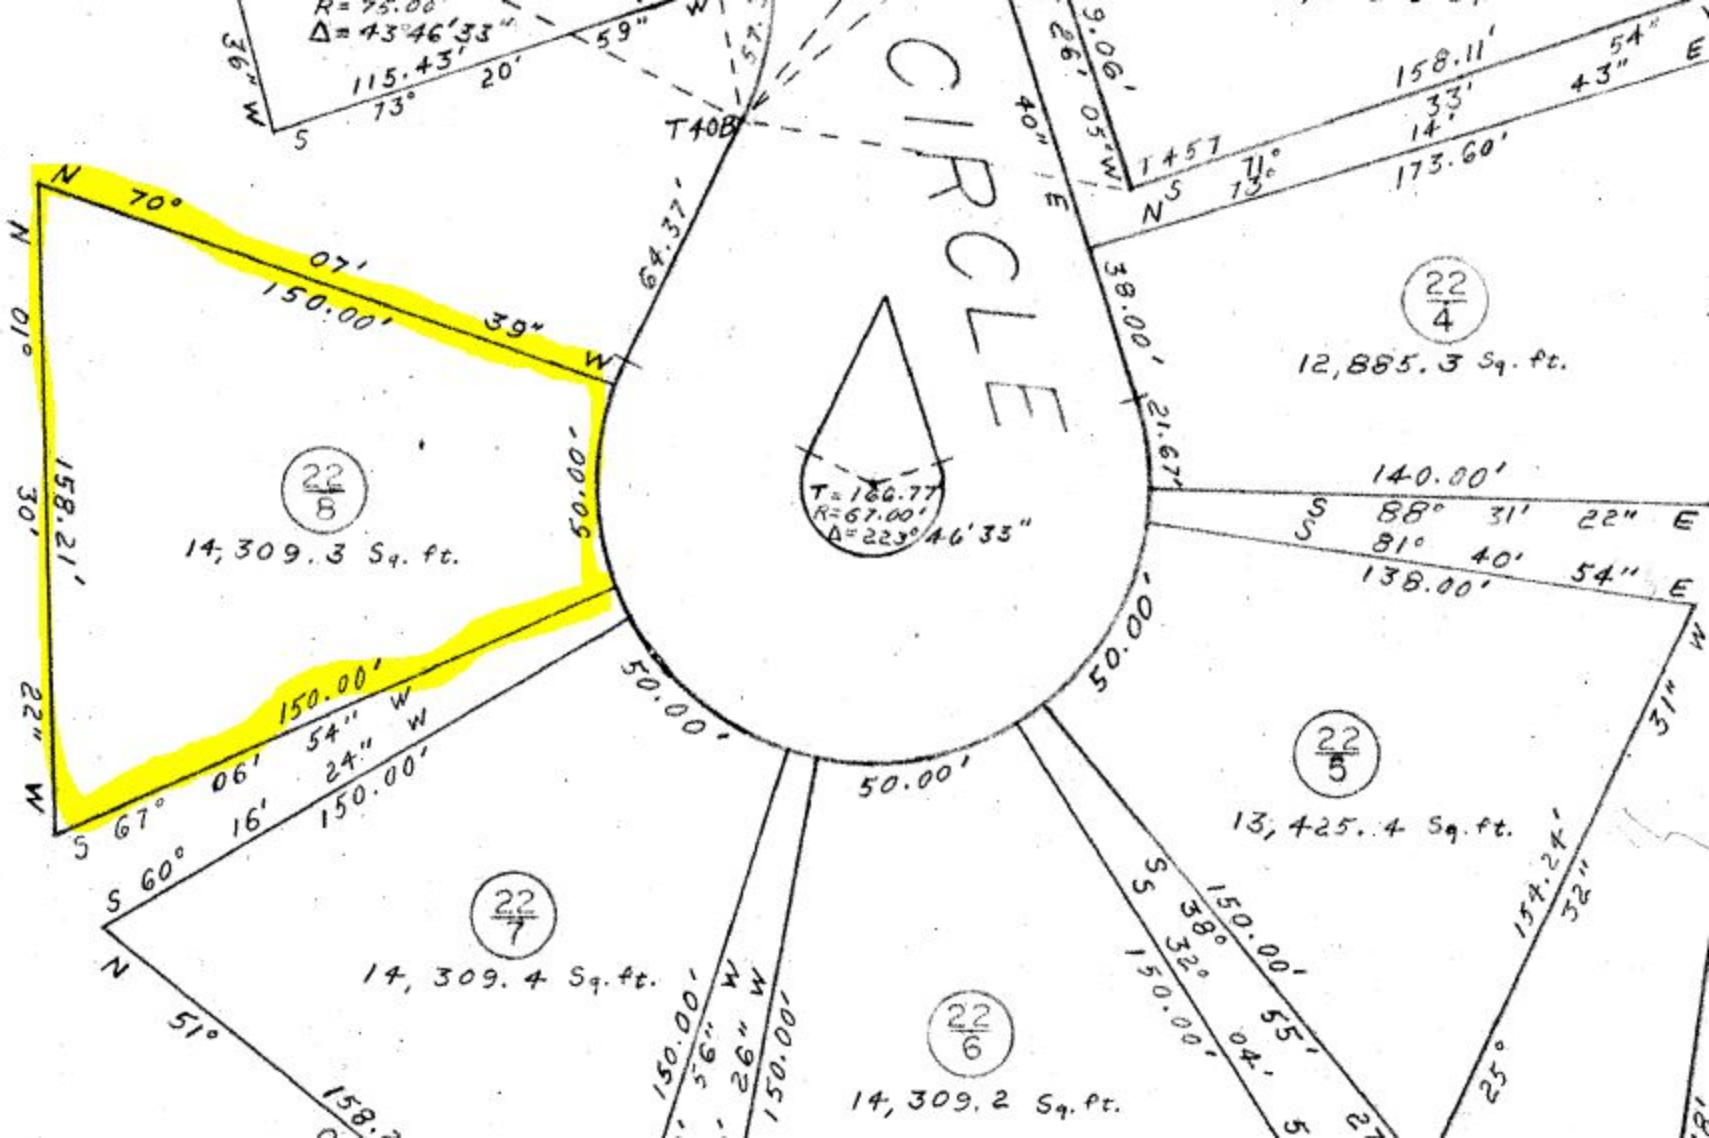 R = 75.00'
Δ = 43°46'33"
36" W
115.43'
S 73° 20' 59" W
57.
T40B
CIRCLE
40" E
26' 05" W
9.06'
T457
158.11'
S 71° 33' 54"
N 73° 14' 43" E
173.60'
64.37'
38.00'
21.67'
22
4
12,885.3 Sq. ft.
N 70° 07' 39" W
150.00'
N 01° 30' 22" W
158.21'
22
8
14,309.3 Sq. ft.
50.00'
T = 166.77
R = 67.00'
Δ = 223° 46' 33"
140.00'
S 88° 31' 22" E
S 81° 40' 54" E
138.00'
150.00'
S 67° 06' 54" W
S 60° 16' 24" W
150.00'
50.00'
50.00'
50.00'
22
5
13,425.4 Sq. ft.
W
31"
154.24'
32"
25°
22
7
14,309.4 Sq. ft.
N 51°
158.2
150.00'
56" W
26" W
150.00'
22
6
14,309.2 Sq. ft.
S 38° 55' 27
150.00'
S 32° 04' 5
150.00'
8'